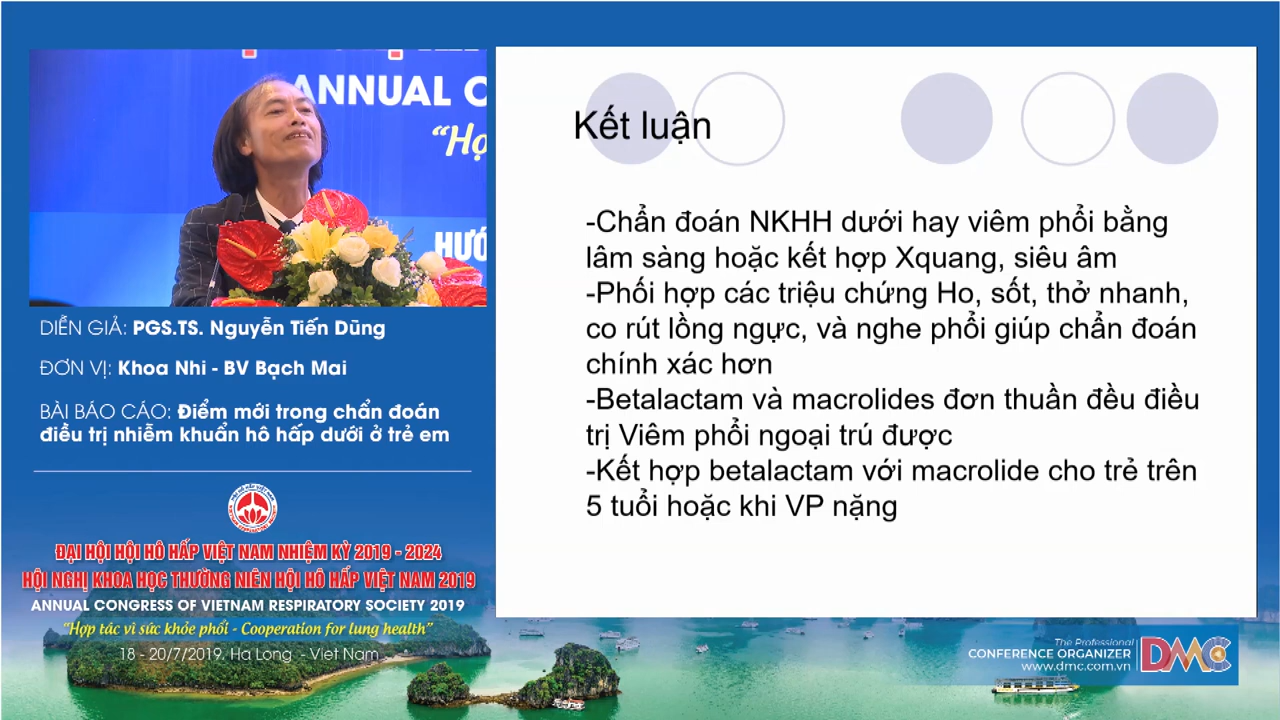 ANNUAL C
“Họ
HƯỚ
DIỄN GIẢ: PGS.TS. Nguyễn Tiến Dũng
ĐƠN VỊ: Khoa Nhi - BV Bạch Mai
BÀI BÁO CÁO: Điểm mới trong chẩn đoán
điều trị nhiễm khuẩn hô hấp dưới ở trẻ em
ĐẠI HỘI HỘI HÔ HẤP VIỆT NAM NHIỆM KỲ 2019 - 2024
HỘI NGHỊ KHOA HỌC THƯỜNG NIÊN HỘI HÔ HẤP VIỆT NAM 2019
ANNUAL CONGRESS OF VIETNAM RESPIRATORY SOCIETY 2019
“Hợp tác vì sức khỏe phổi - Cooperation for lung health”
18 - 20/7/2019. Ha Long - Viet Nam
Kết luận
-Chẩn đoán NKHH dưới hay viêm phổi bằng
lâm sàng hoặc kết hợp Xquang, siêu âm
-Phối hợp các triệu chứng Ho, sốt, thở nhanh,
co rút lồng ngực, và nghe phổi giúp chẩn đoán
chính xác hơn
-Betalactam và macrolides đơn thuần đều điều
trị Viêm phổi ngoại trú được
-Kết hợp betalactam với macrolide cho trẻ trên
5 tuổi hoặc khi VP nặng
The Professional
CONFERENCE ORGANIZER
www.dmc.com.vn
DMC